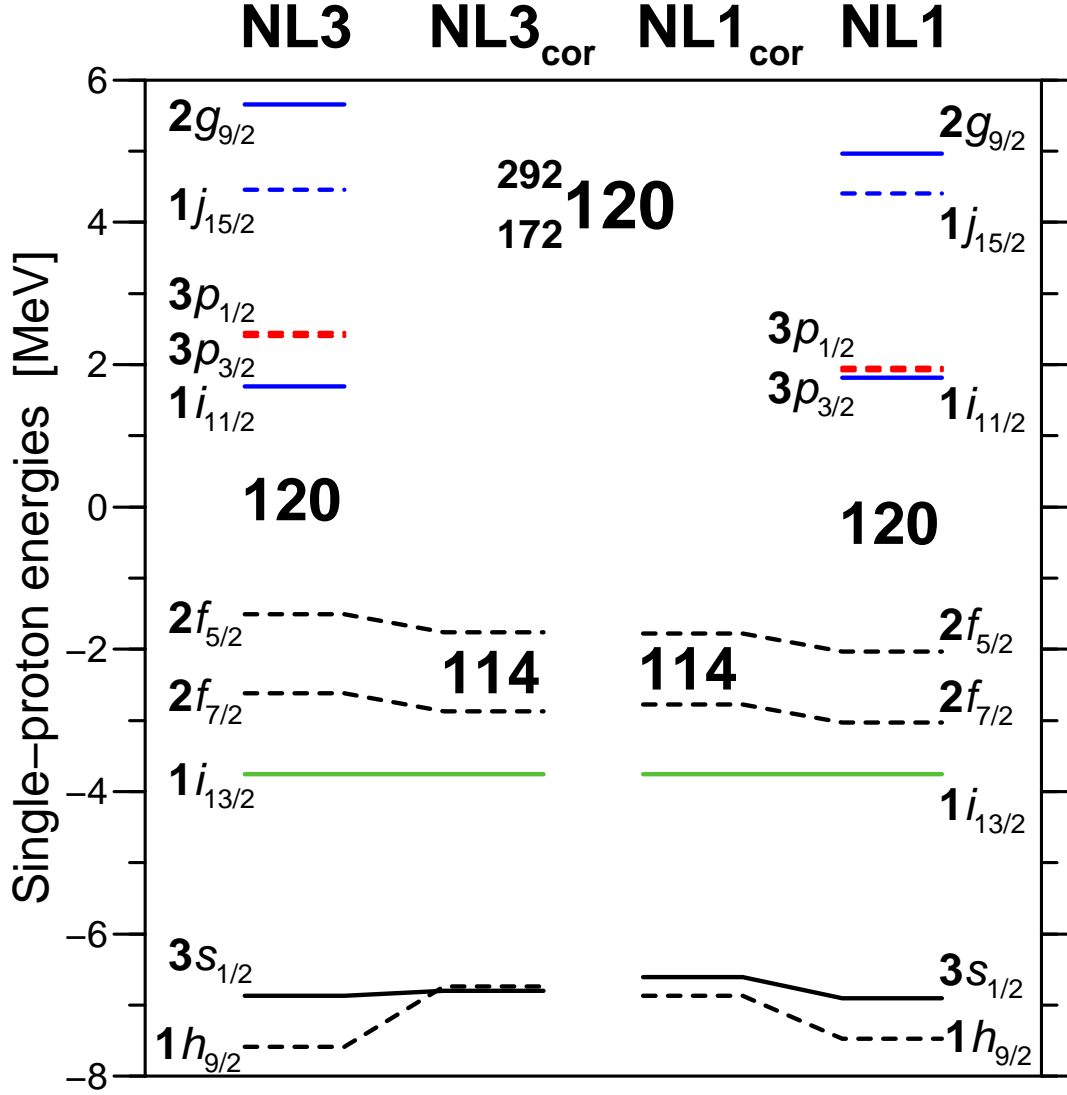 NL3 NL3cor NL1cor NL1
Single−proton energies [MeV]
6
4
2
0
−2
−4
−6
−8
2g9/2
1j15/2
3p1/2
3p3/2
1i11/2
120
2f5/2
2f7/2
1i13/2
3s1/2
1h9/2
292
172 120
114
114
2g9/2
1j15/2
3p1/2
3p3/2
1i11/2
120
2f5/2
2f7/2
1i13/2
3s1/2
1h9/2